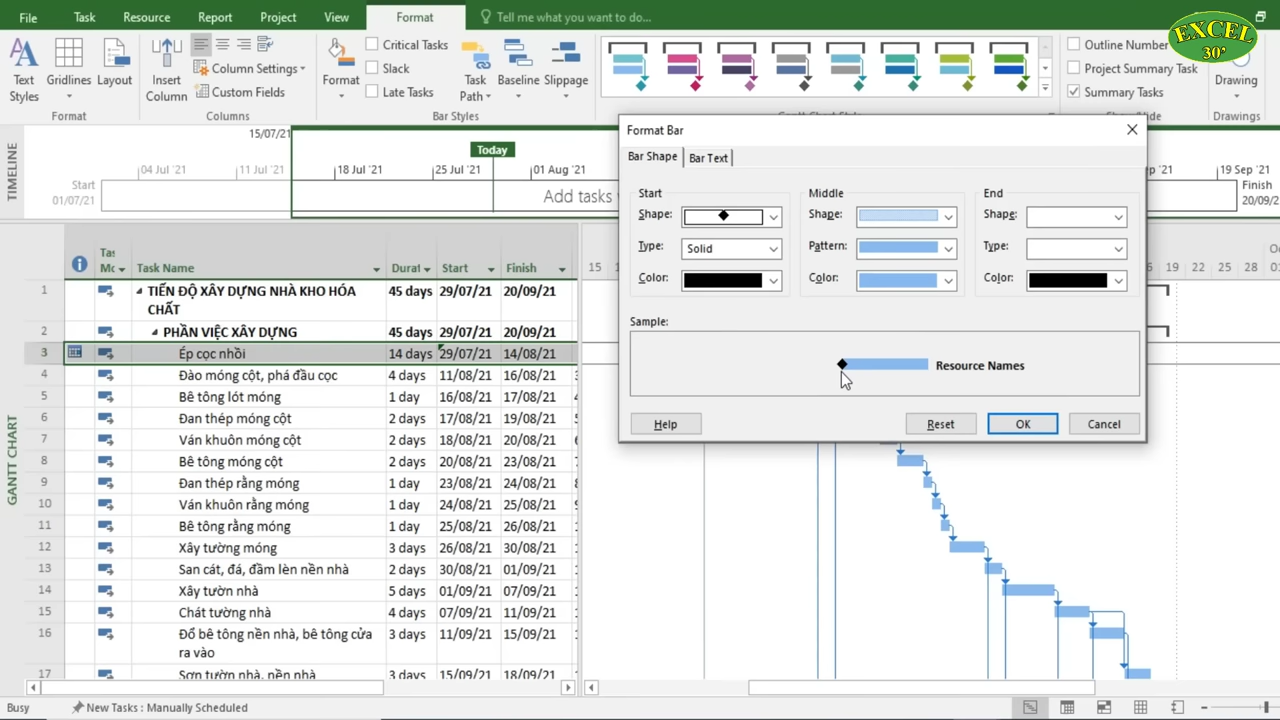 File Task Resource Report Project View Format Tell me what you want to do...
EXCEL
30'
Text
Styles
Gridlines
Layout
Format
Insert
Column
Column Settings
Custom Fields
Columns
Format
Critical Tasks
Slack
Late Tasks
Task
Path
Baseline
Slippage
Bar Styles
Outline Number
Project Summary Task
Summary Tasks
Drawing
Drawings
TIMELINE
15/07/21
Today
04 Jul '21 11 Jul '21 18 Jul '21 25 Jul '21 01 Aug '21 19 Sep '21
Start
01/07/21
Add tasks
Finish
20/09/21
Format Bar
Bar Shape Bar Text
Start Middle End
Shape: Shape: Shape:
Type: Solid Pattern: Type:
Color: Color: Color:
Sample:
Resource Names
Help Reset OK Cancel
GANTT CHART
Task Name Start Finish
15 19 22 25 28
1 TIẾN ĐỘ XÂY DỰNG NHÀ KHO HÓA 45 days 29/07/21 20/09/21
CHẤT
2 PHẦN VIỆC XÂY DỰNG 45 days 29/07/21 20/09/21
3 Ép cọc nhồi 14 days 29/07/21 14/08/21
4 Đào móng cột, phá đầu cọc 4 days 11/08/21 16/08/21
5 Bê tông lót móng 1 day 16/08/21 17/08/21
6 Đan thép móng cột 2 days 17/08/21 19/08/21
7 Ván khuôn móng cột 2 days 18/08/21 20/08/21
8 Bê tông móng cột 2 days 20/08/21 23/08/21
9 Đan thép rằng móng 1 day 23/08/21 24/08/21
10 Ván khuôn rằng móng 1 day 24/08/21 25/08/21
11 Bê tông rằng móng 1 day 25/08/21 26/08/21
12 Xây tường móng 3 days 26/08/21 30/08/21
13 San cát, đá, đầm lèn nền nhà 2 days 30/08/21 01/09/21
14 Xây tườn nhà 5 days 01/09/21 07/09/21
15 Chát tường nhà 4 days 07/09/21 11/09/21
16 Đổ bê tông nền nhà, bê tông cửa 3 days 11/09/21 15/09/21
ra vào
17 Sơn tườn nhà, nền nhà 3 days 15/09/21 18/09/21
Busy New Tasks : Manually Scheduled